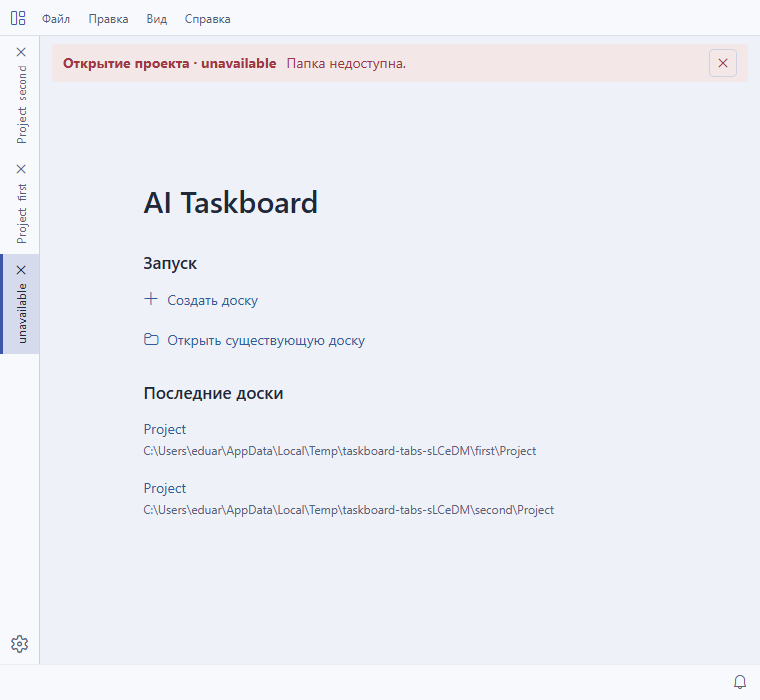 Файл Правка Вид Справка
Project second
Project first
unavailable
Открытие проекта · unavailable Папка недоступна.
AI Taskboard
Запуск
Создать доску
Открыть существующую доску
Последние доски
Project
C:\Users\eduar\AppData\Local\Temp\taskboard-tabs-sLCeDM\first\Project
Project
C:\Users\eduar\AppData\Local\Temp\taskboard-tabs-sLCeDM\second\Project